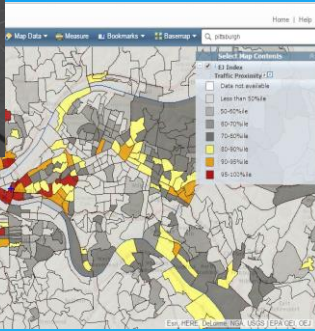 Home | Help
Map Data Measure Bookmarks Basemap pittsburgh
Select Map Contents
EJ Index
Traffic Proximity
Data not available
Less than 50%ile
50-60%ile
60-70%ile
70-80%ile
80-90%ile
90-95%ile
95-100%ile
Esri, HERE, DeLorme, NGA, USGS | EPA OEI, OEJ